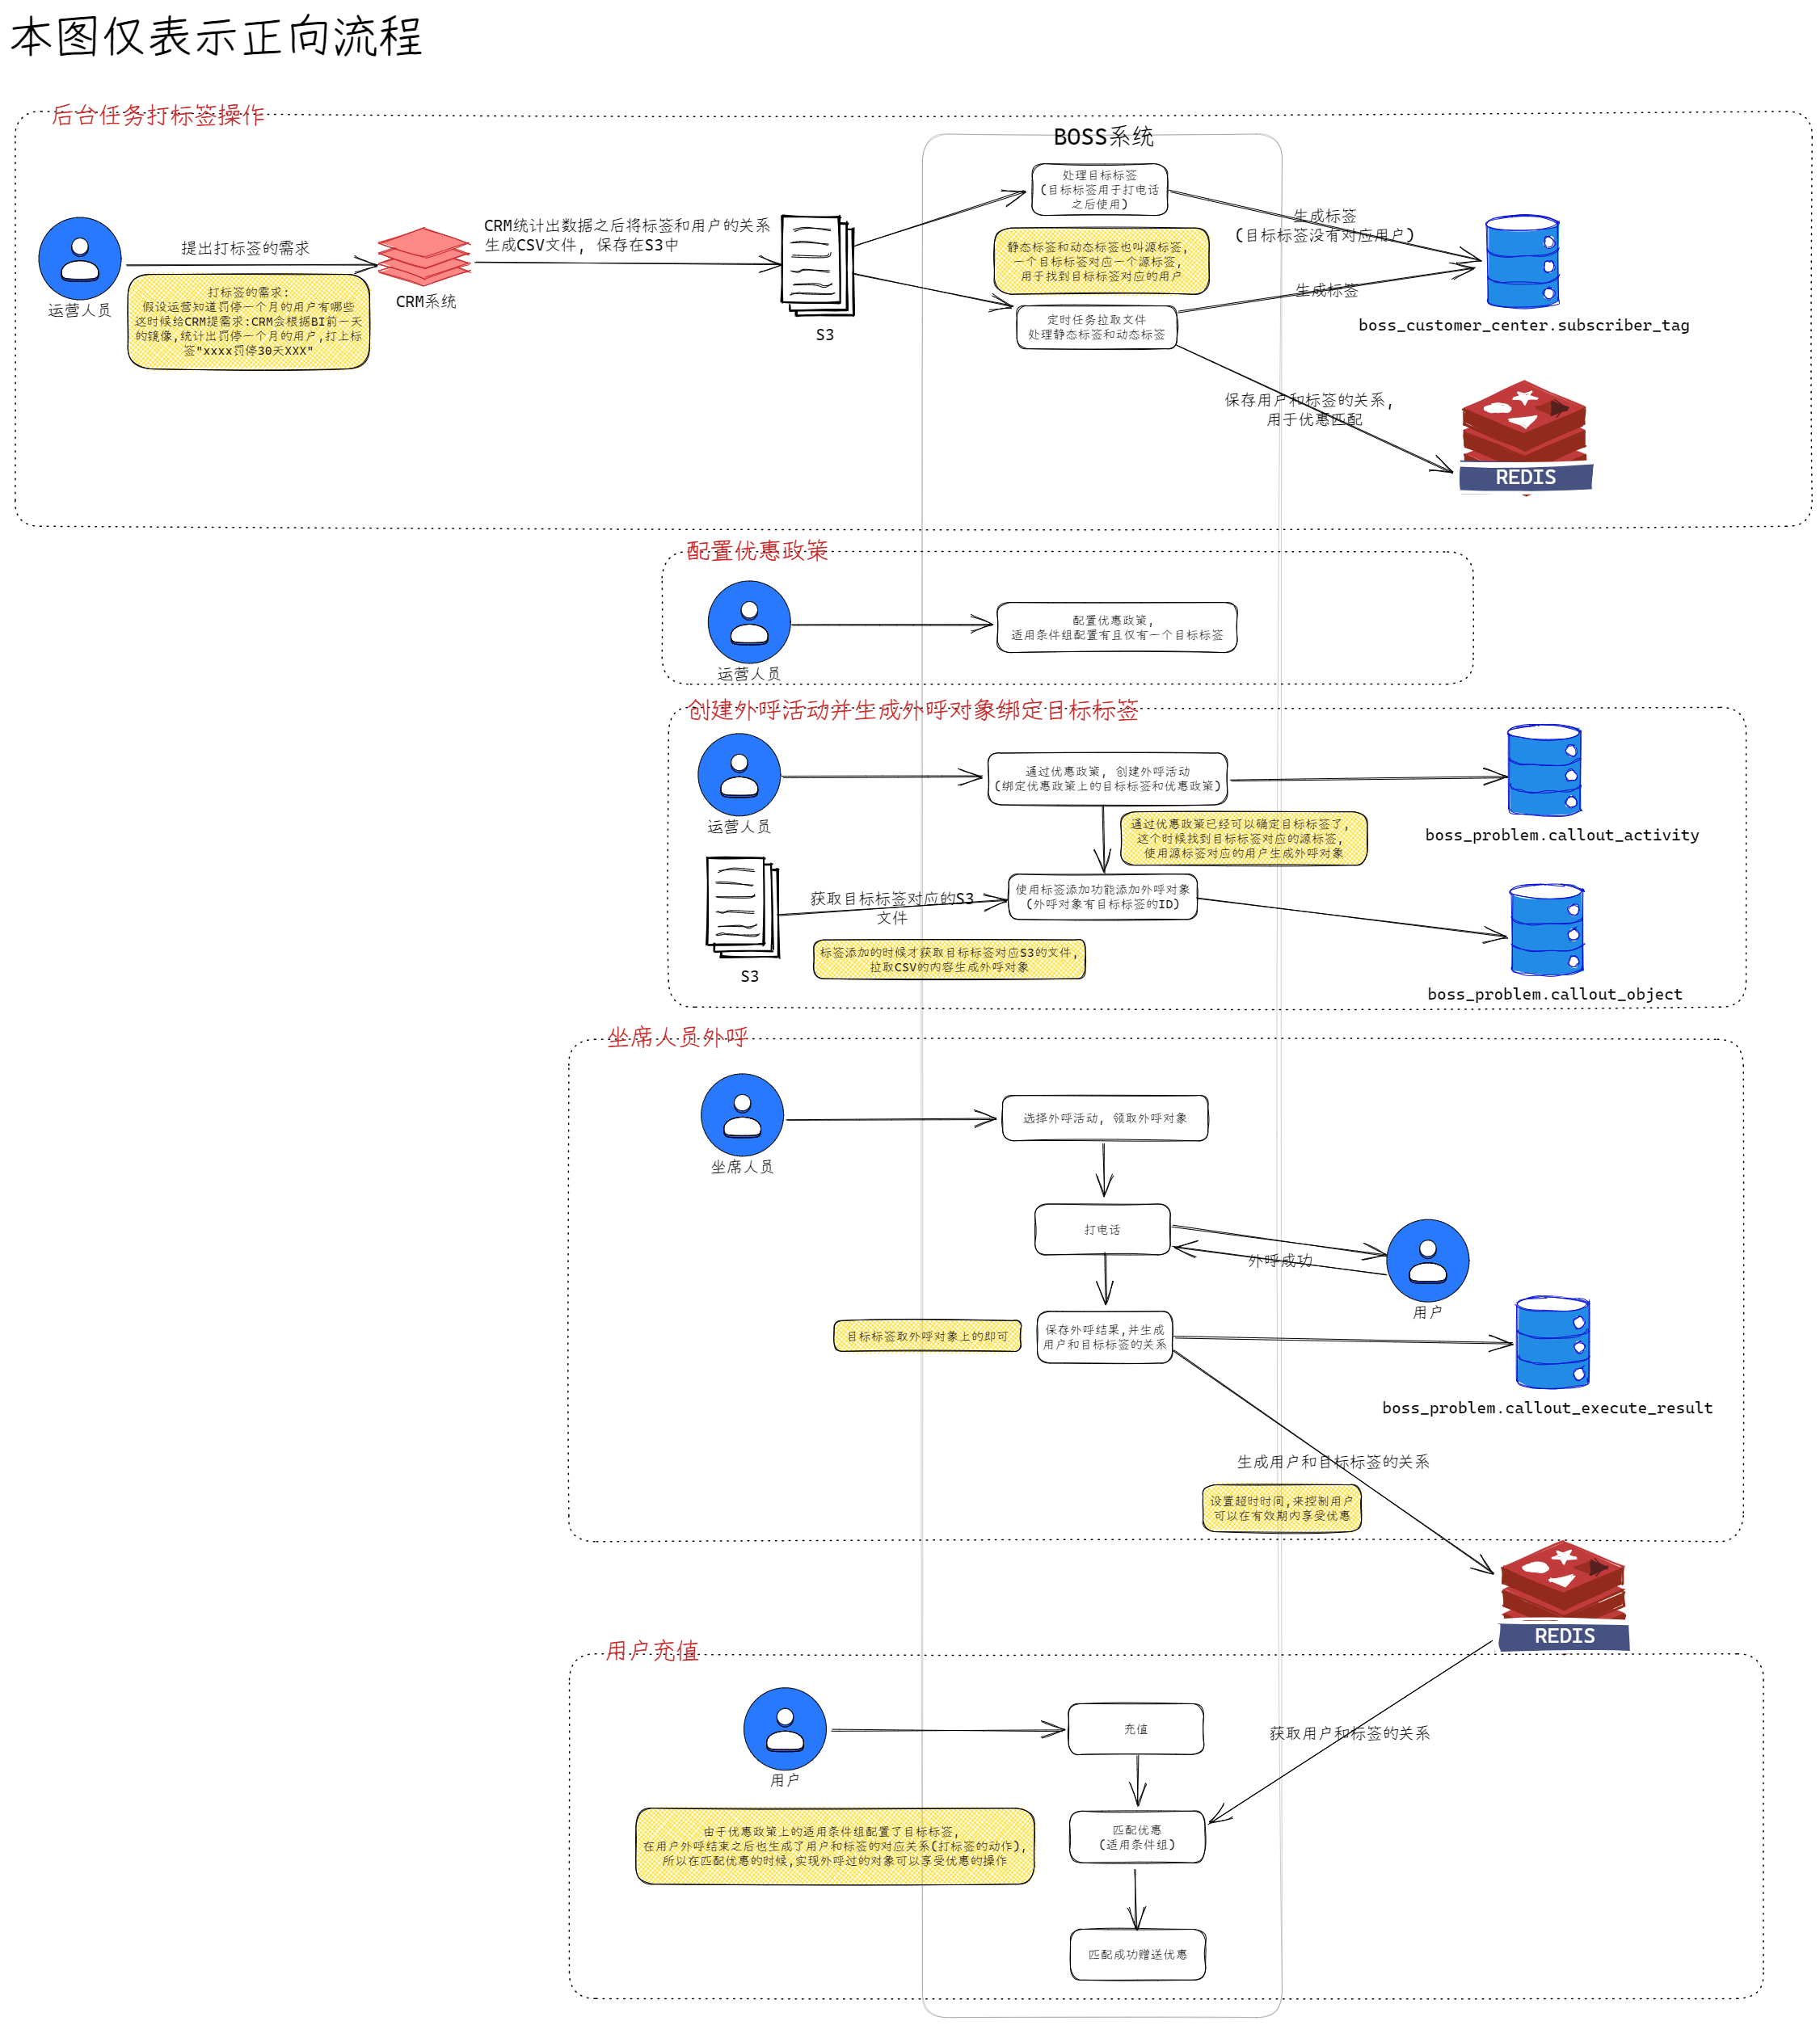 本图仅表示正向流程
后台任务打标签操作
BOSS系统
处理目标标签
(目标标签用于打电话
之后使用)
CRM统计出数据之后将标签和用户的关系
生成CSV文件, 保存在S3中
提出打标签的需求
生成标签
(目标标签没有对应用户)
静态标签和动态标签也叫源标签,
一个目标标签对应一个源标签,
用于找到目标标签对应的用户
运营人员
打标签的需求:
假设运营知道罚停一个月的用户有哪些
这时候给CRM提需求:CRM会根据BI前一天
的镜像,统计出罚停一个月的用户,打上标
签"xxxx罚停30天XXX"
CRM系统
S3
生成标签
定时任务拉取文件
处理静态标签和动态标签
boss_customer_center.subscriber_tag
保存用户和标签的关系,
用于优惠匹配
REDIS
配置优惠政策
配置优惠政策,
适用条件组配置有且仅有一个目标标签
运营人员
创建外呼活动并生成外呼对象绑定目标标签
通过优惠政策, 创建外呼活动
(绑定优惠政策上的目标标签和优惠政策)
运营人员
通过优惠政策已经可以确定目标标签了,
这个时候找到目标标签对应的源标签,
使用源标签对应的用户生成外呼对象
boss_problem.callout_activity
获取目标标签对应的S3
文件
使用标签添加功能添加外呼对象
(外呼对象有目标标签的ID)
标签添加的时候才获取目标标签对应S3的文件,
拉取CSV的内容生成外呼对象
S3
boss_problem.callout_object
坐席人员外呼
选择外呼活动, 领取外呼对象
坐席人员
打电话
外呼成功
用户
目标标签取外呼对象上的即可
保存外呼结果,并生成
用户和目标标签的关系
boss_problem.callout_execute_result
生成用户和目标标签的关系
设置超时时间,来控制用户
可以在有效期内享受优惠
REDIS
用户充值
充值
获取用户和标签的关系
用户
由于优惠政策上的适用条件组配置了目标标签,
在用户外呼结束之后也生成了用户和标签的对应关系(打标签的动作),
所以在匹配优惠的时候,实现外呼过的对象可以享受优惠的操作
匹配优惠
(适用条件组)
匹配成功赠送优惠